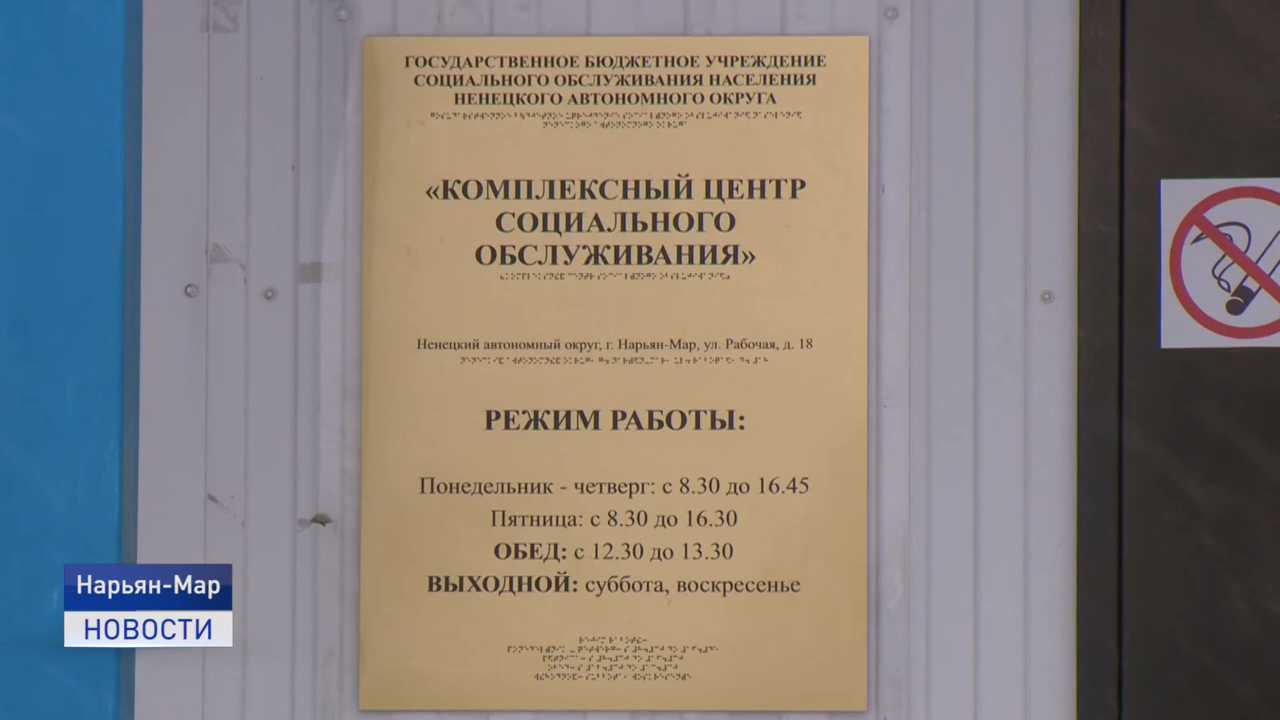 ГОСУДАРСТВЕННОЕ БЮДЖЕТНОЕ УЧРЕЖДЕНИЕ
СОЦИАЛЬНОГО ОБСЛУЖИВАНИЯ НАСЕЛЕНИЯ
НЕНЕЦКОГО АВТОНОМНОГО ОКРУГА
«КОМПЛЕКСНЫЙ ЦЕНТР
СОЦИАЛЬНОГО
ОБСЛУЖИВАНИЯ»
Ненецкий автономный округ, г. Нарьян-Мар, ул. Рабочая, д. 18
РЕЖИМ РАБОТЫ:
Понедельник - четверг: с 8.30 до 16.45
Пятница: с 8.30 до 16.30
ОБЕД: с 12.30 до 13.30
ВЫХОДНОЙ: суббота, воскресенье
Нарьян-Мар
НОВОСТИ